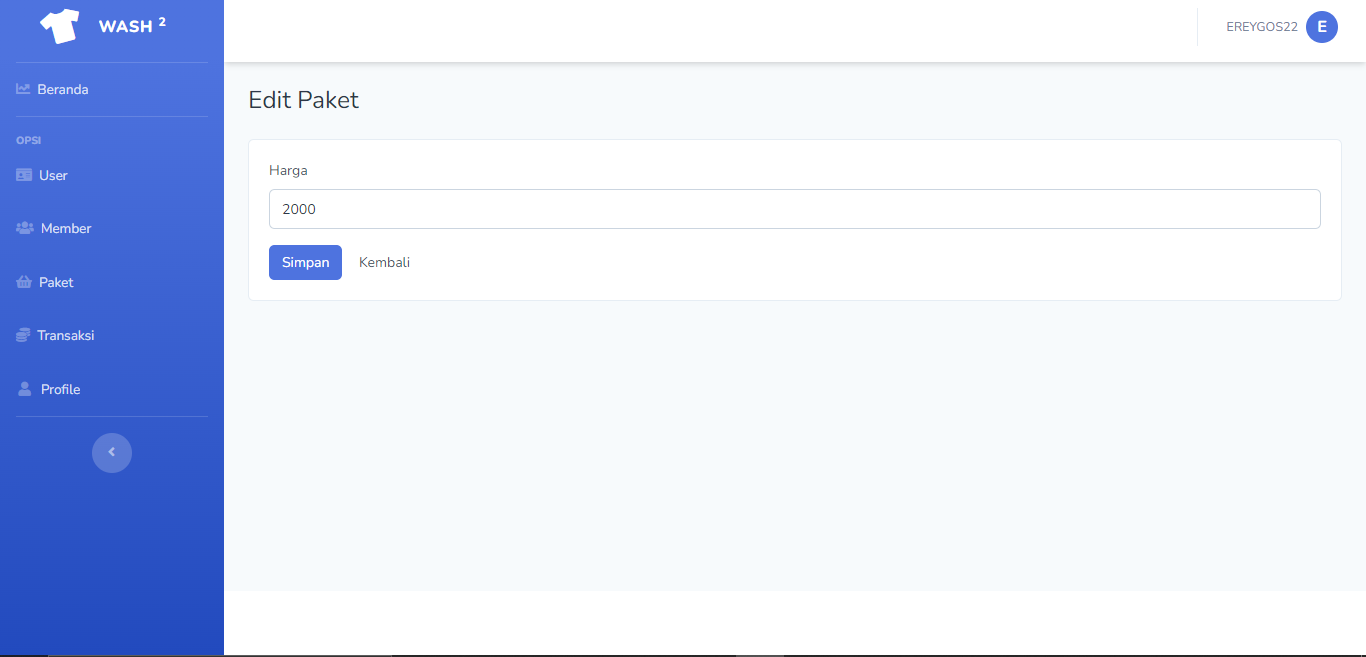 WASH 2
EREYGOS22 E
Beranda
OPSI
User
Member
Paket
Transaksi
Profile
Edit Paket
Harga
2000
Simpan Kembali